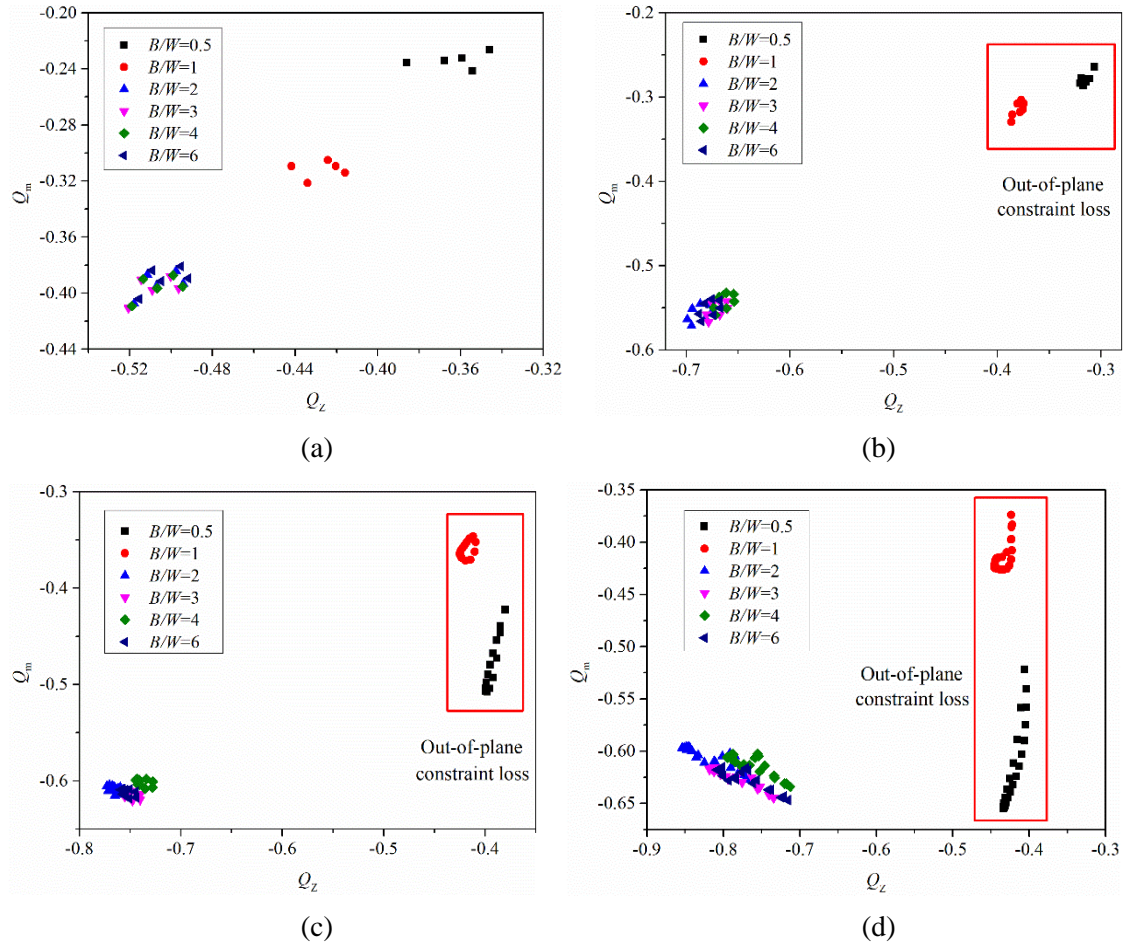 -0.20
-0.24
-0.28
-0.32
-0.36
-0.40
-0.44
Qm
B/W=0.5
B/W=1
B/W=2
B/W=3
B/W=4
B/W=6
-0.52 -0.48 -0.44 -0.40 -0.36 -0.32
QZ
(a)
-0.2
-0.3
-0.4
-0.5
-0.6
Qm
B/W=0.5
B/W=1
B/W=2
B/W=3
B/W=4
B/W=6
Out-of-plane
constraint loss
-0.7 -0.6 -0.5 -0.4 -0.3
QZ
(b)
-0.3
-0.4
-0.5
-0.6
Qm
B/W=0.5
B/W=1
B/W=2
B/W=3
B/W=4
B/W=6
Out-of-plane
constraint loss
-0.8 -0.7 -0.6 -0.5 -0.4
QZ
(c)
-0.35
-0.40
-0.45
-0.50
-0.55
-0.60
-0.65
Qm
B/W=0.5
B/W=1
B/W=2
B/W=3
B/W=4
B/W=6
Out-of-plane
constraint loss
-0.9 -0.8 -0.7 -0.6 -0.5 -0.4 -0.3
QZ
(d)